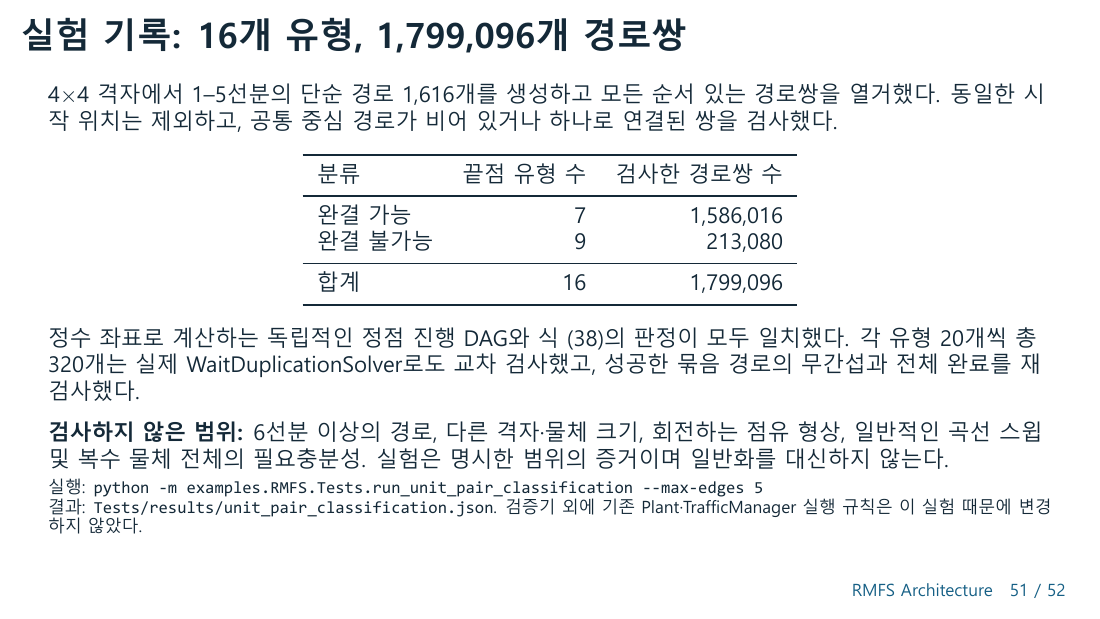 실험 기록: 16개 유형, 1,799,096개 경로쌍
4×4 격자에서 1–5선분의 단순 경로 1,616개를 생성하고 모든 순서 있는 경로쌍을 열거했다. 동일한 시
작 위치는 제외하고, 공통 중심 경로가 비어 있거나 하나로 연결된 쌍을 검사했다.
분류 끝점 유형 수 검사한 경로쌍 수
완결 가능 7 1,586,016
완결 불가능 9 213,080
합계 16 1,799,096
정수 좌표로 계산하는 독립적인 정점 진행 DAG와 식 (38)의 판정이 모두 일치했다. 각 유형 20개씩 총
320개는 실제 WaitDuplicationSolver로도 교차 검사했고, 성공한 묶음 경로의 무간섭과 전체 완료를 재
검사했다.
검사하지 않은 범위: 6선분 이상의 경로, 다른 격자·물체 크기, 회전하는 점유 형상, 일반적인 곡선 스윕
및 복수 물체 전체의 필요충분성. 실험은 명시한 범위의 증거이며 일반화를 대신하지 않는다.
실행: python -m examples.RMFS.Tests.run_unit_pair_classification --max-edges 5
결과: Tests/results/unit_pair_classification.json. 검증기 외에 기존 Plant·TrafficManager 실행 규칙은 이 실험 때문에 변경
하지 않았다.
RMFS Architecture 51 / 52